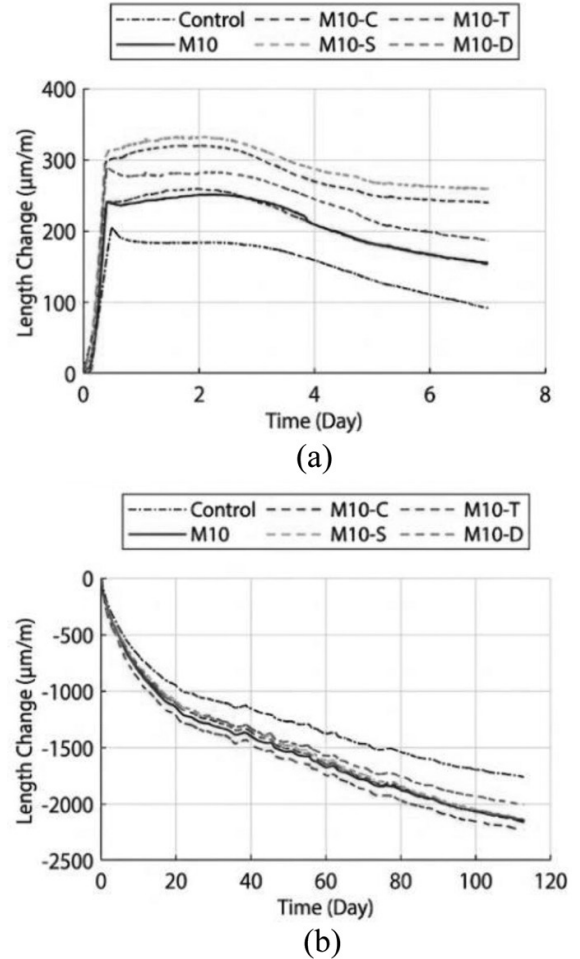 Control M10-C M10-T
M10 M10-S M10-D
400
300
200
100
0
Length Change (µm/m)
0 2 4 6 8
Time (Day)
(a)
Control M10-C M10-T
M10 M10-S M10-D
0
-500
-1000
-1500
-2000
-2500
Length Change (µm/m)
0 20 40 60 80 100 120
Time (Day)
(b)